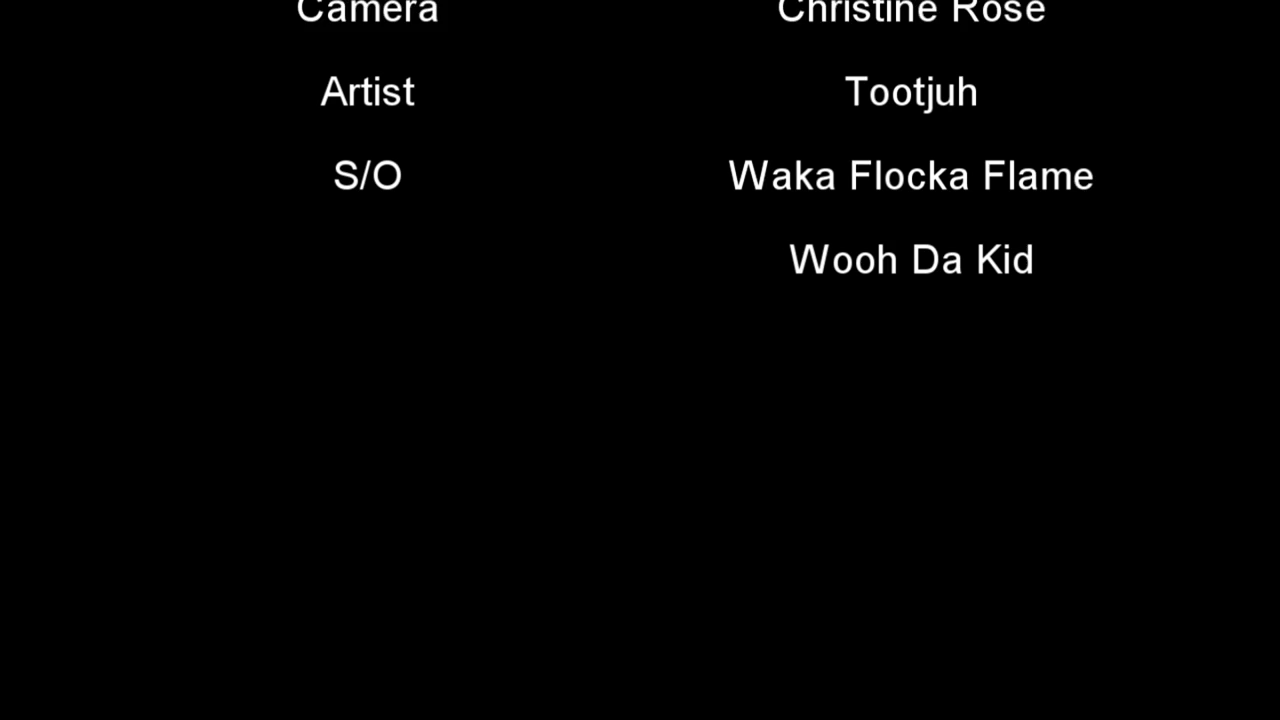 Camera Christine Rose
Artist Tootjuh
S/O Waka Flocka Flame
Wooh Da Kid